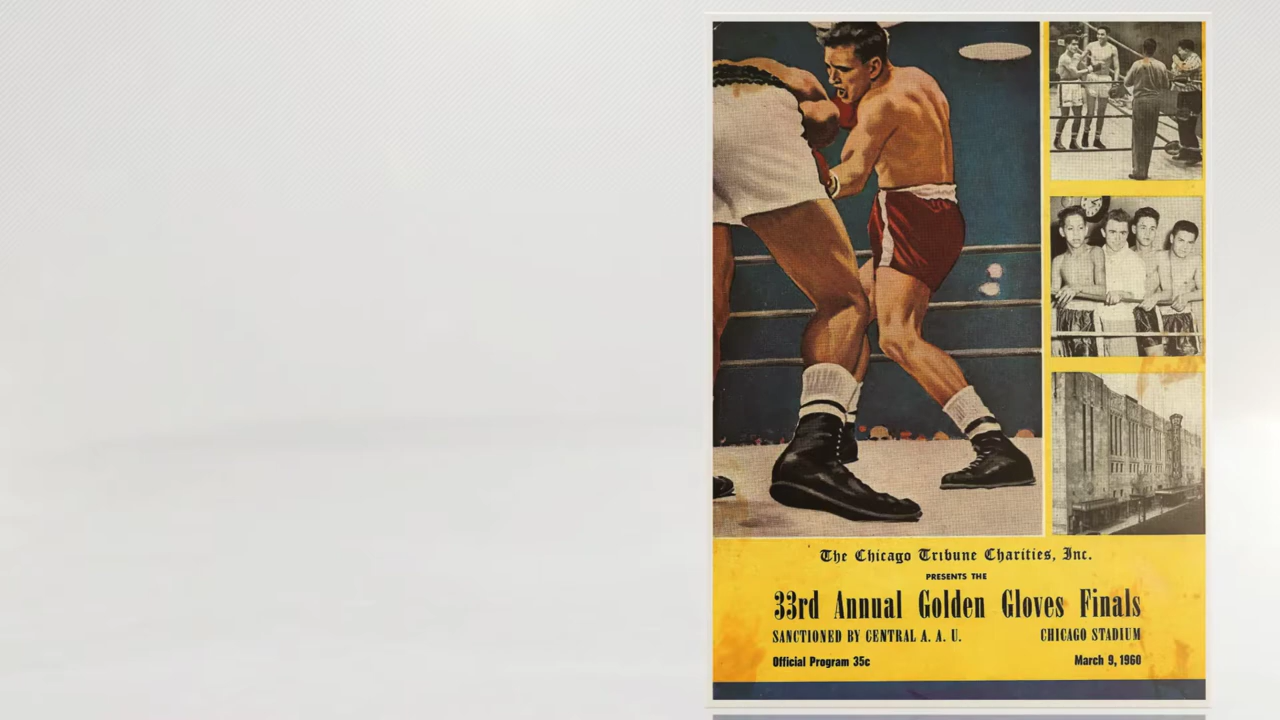 The Chicago Tribune Charities, Inc.
PRESENTS THE
33rd Annual Golden Gloves Finals
SANCTIONED BY CENTRAL A. A. U.
CHICAGO STADIUM
Official Program 35c
March 9, 1960